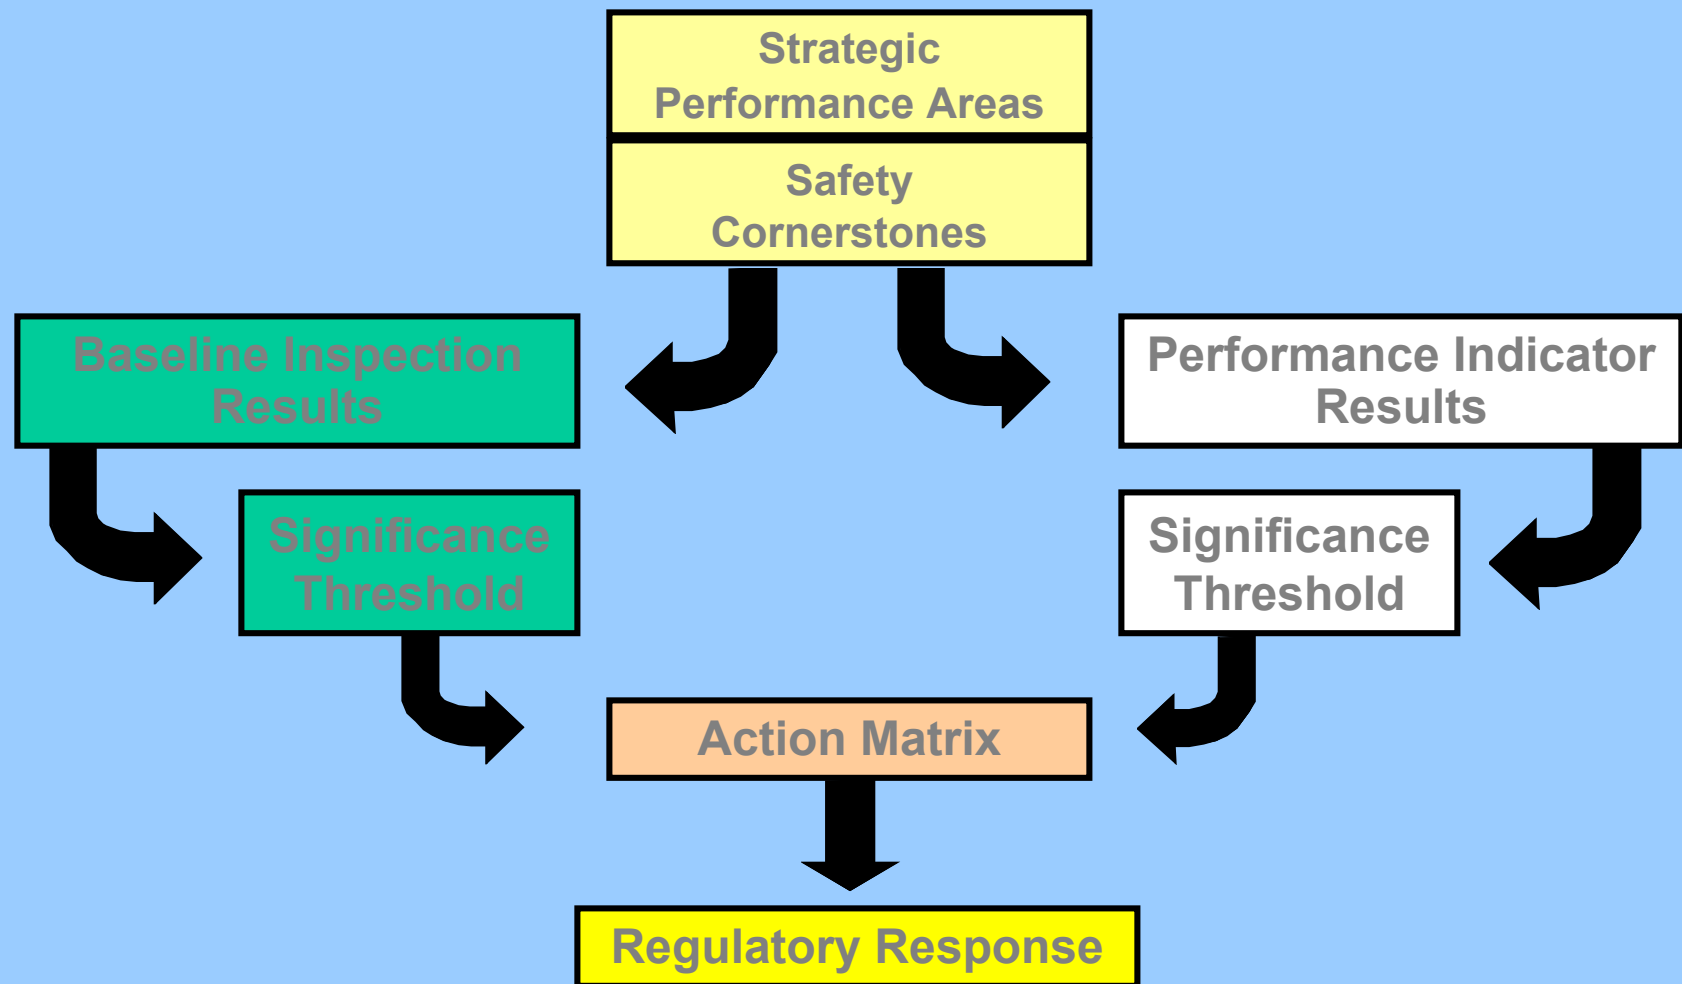 Strategic
Performance Areas
Safety
Cornerstones
Baseline Inspection
Results
Performance Indicator
Results
Significance
Threshold
Significance
Threshold
Action Matrix
Regulatory Response